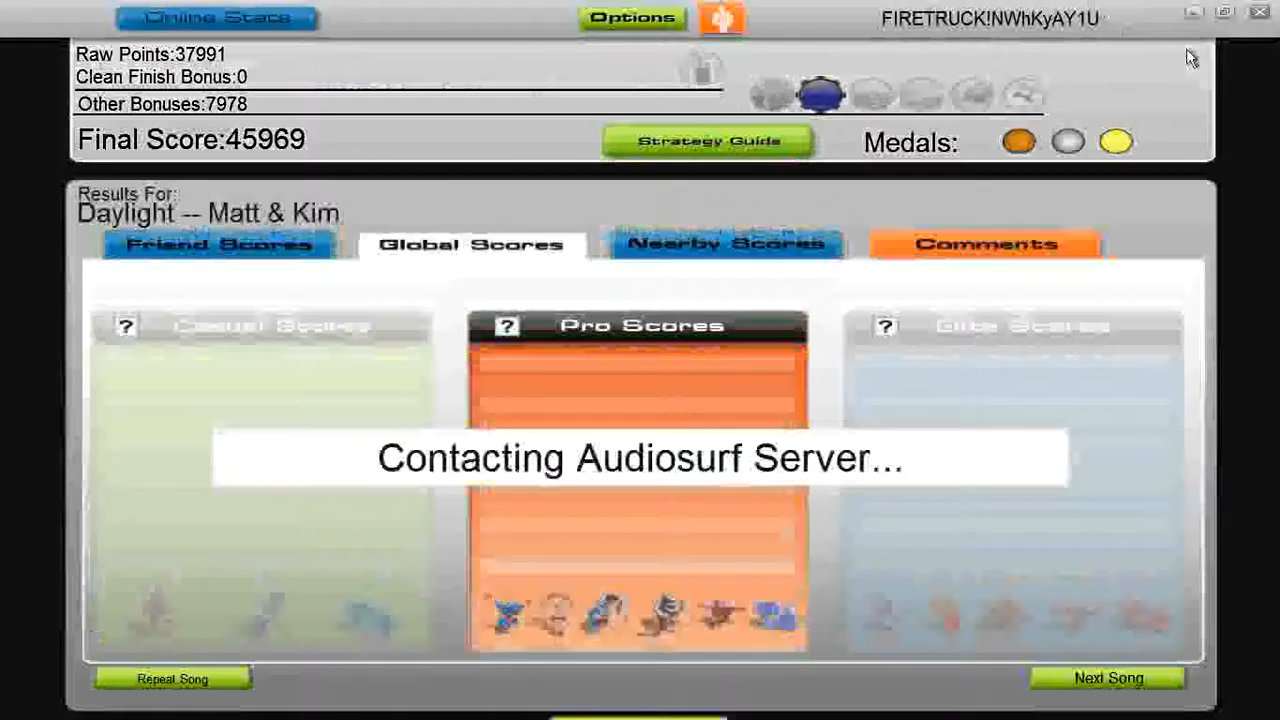 Online Stats
Options
FIRETRUCK!NWhKyAY1U
Raw Points:37991
Clean Finish Bonus:0
Other Bonuses:7978
Final Score:45969
Strategy Guide
Medals:
Results For:
Daylight -- Matt & Kim
Friend Scores
Global Scores
Nearby Scores
Comments
? Casual Scores
? Pro Scores
? Elite Scores
Contacting Audiosurf Server...
Repeat Song
Next Song